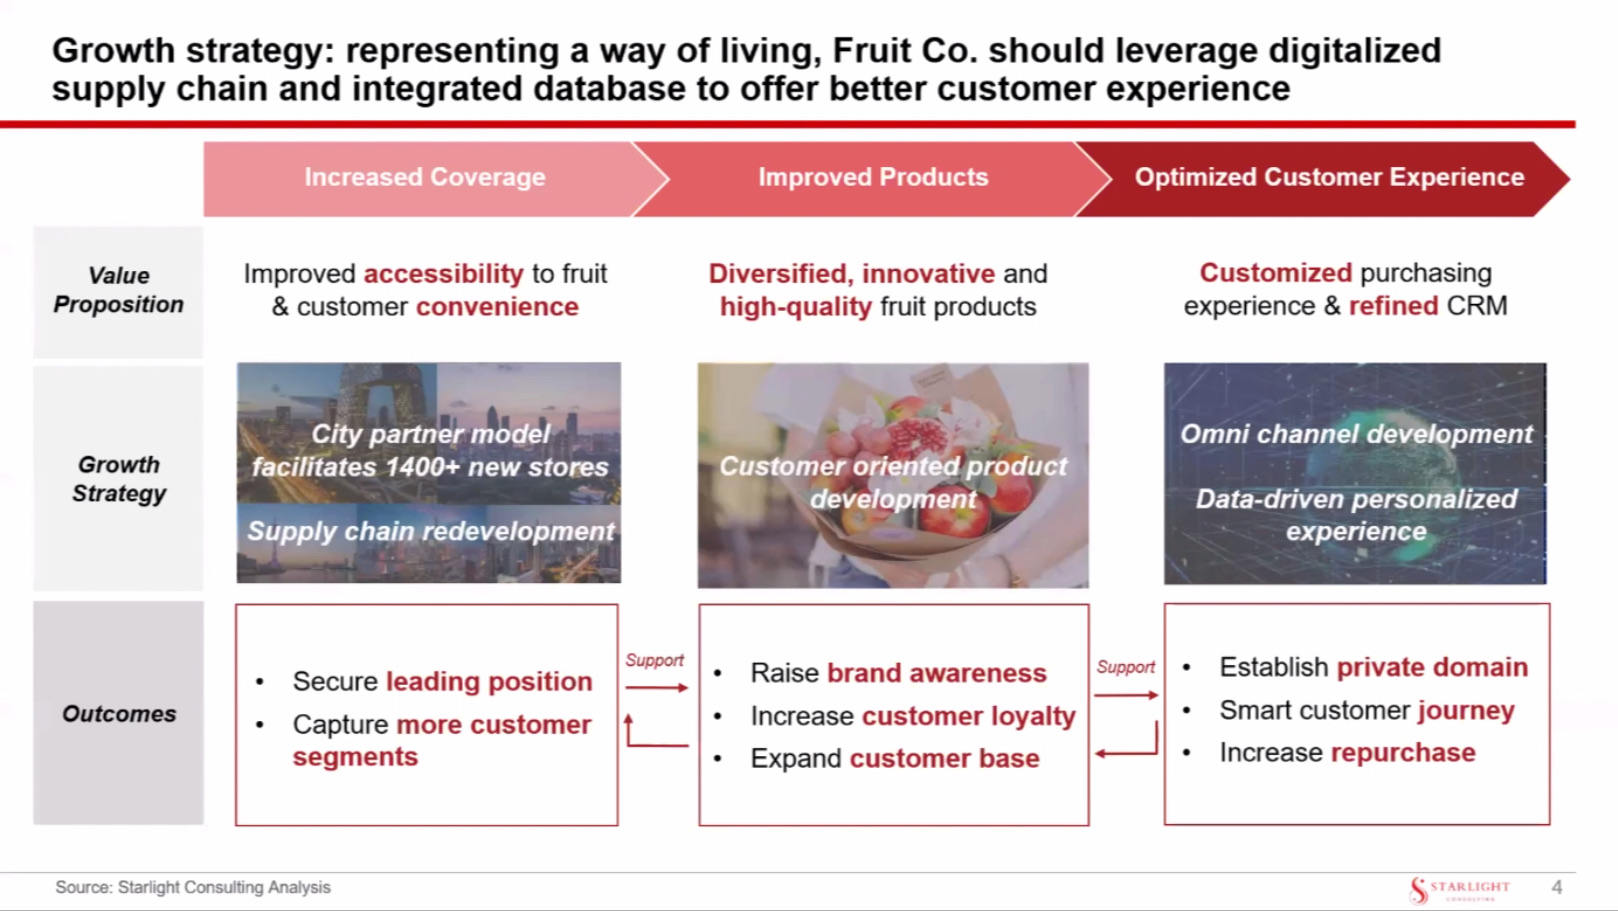 Growth strategy: representing a way of living, Fruit Co. should leverage digitalized
supply chain and integrated database to offer better customer experience
Increased Coverage
Improved Products
Optimized Customer Experience
Value
Proposition
Improved accessibility to fruit
& customer convenience
Diversified, innovative and
high-quality fruit products
Customized purchasing
experience & refined CRM
Growth
Strategy
City partner model
facilitates 1400+ new stores
Supply chain redevelopment
Customer oriented product
development
Omni channel development
Data-driven personalized
experience
Outcomes
• Secure leading position
• Capture more customer
segments
Support
• Raise brand awareness
• Increase customer loyalty
• Expand customer base
Support
• Establish private domain
• Smart customer journey
• Increase repurchase
Source: Starlight Consulting Analysis
STARLIGHT
CONSULTING
4